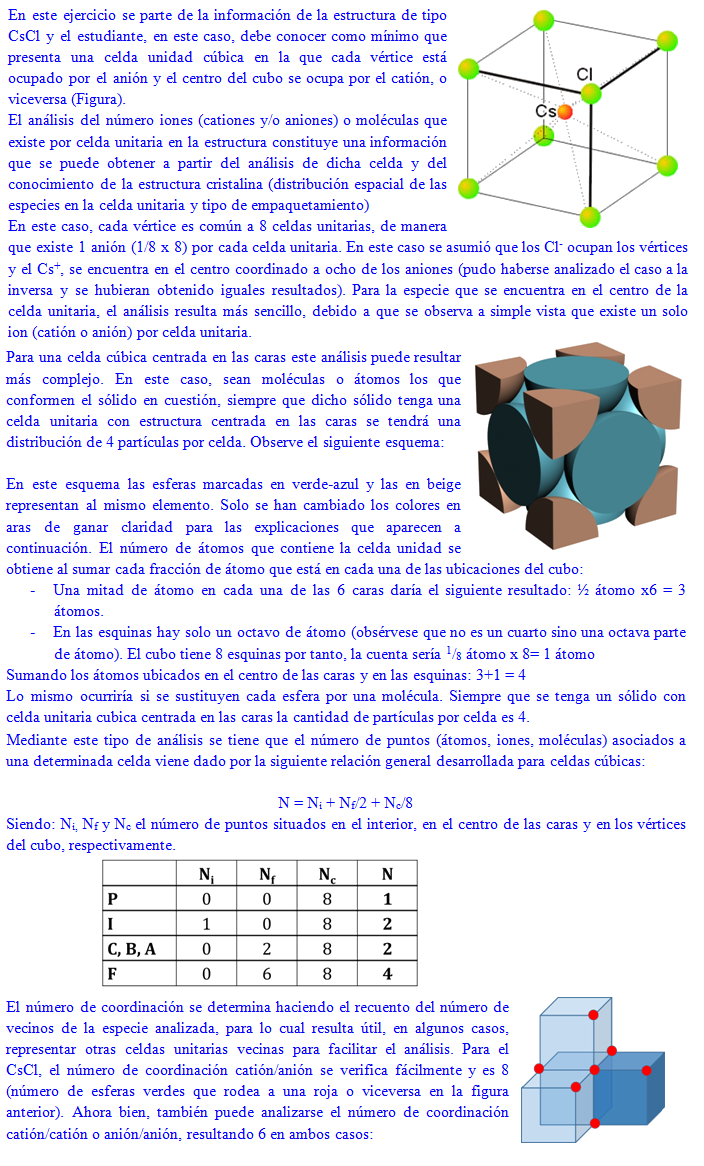 En este ejercicio se parte de la información de la estructura de tipo
CsCl y el estudiante, en este caso, debe conocer como mínimo que
presenta una celda unidad cúbica en la que cada vértice está
ocupado por el anión y el centro del cubo se ocupa por el catión, o
viceversa (Figura).
Cl
Cs
El análisis del número iones (cationes y/o aniones) o moléculas que
existe por celda unitaria en la estructura constituye una información
que se puede obtener a partir del análisis de dicha celda y del
conocimiento de la estructura cristalina (distribución espacial de las
especies en la celda unitaria y tipo de empaquetamiento)
En este caso, cada vértice es común a 8 celdas unitarias, de manera
que existe 1 anión (1/8 x 8) por cada celda unitaria. En este caso se asumió que los Cl⁻ ocupan los vértices
y el Cs⁺, se encuentra en el centro coordinado a ocho de los aniones (pudo haberse analizado el caso a la
inversa y se hubieran obtenido iguales resultados). Para la especie que se encuentra en el centro de la
celda unitaria, el análisis resulta más sencillo, debido a que se observa a simple vista que existe un solo
ion (catión o anión) por celda unitaria.
Para una celda cúbica centrada en las caras este análisis puede resultar
más complejo. En este caso, sean moléculas o átomos los que
conformen el sólido en cuestión, siempre que dicho sólido tenga una
celda unitaria con estructura centrada en las caras se tendrá una
distribución de 4 partículas por celda. Observe el siguiente esquema:
En este esquema las esferas marcadas en verde-azul y las en beige
representan al mismo elemento. Solo se han cambiado los colores en
aras de ganar claridad para las explicaciones que aparecen a
continuación. El número de átomos que contiene la celda unidad se
obtiene al sumar cada fracción de átomo que está en cada una de las ubicaciones del cubo:
- Una mitad de átomo en cada una de las 6 caras daría el siguiente resultado: ½ átomo x6 = 3
átomos.
- En las esquinas hay solo un octavo de átomo (obsérvese que no es un cuarto sino una octava parte
de átomo). El cubo tiene 8 esquinas por tanto, la cuenta sería 1/8 átomo x 8= 1 átomo
Sumando los átomos ubicados en el centro de las caras y en las esquinas: 3+1 = 4
Lo mismo ocurriría si se sustituyen cada esfera por una molécula. Siempre que se tenga un sólido con
celda unitaria cubica centrada en las caras la cantidad de partículas por celda es 4.
Mediante este tipo de análisis se tiene que el número de puntos (átomos, iones, moléculas) asociados a
una determinada celda viene dado por la siguiente relación general desarrollada para celdas cúbicas:
N = Ni + Nf/2 + Nc/8
Siendo: Ni, Nf y Nc el número de puntos situados en el interior, en el centro de las caras y en los vértices
del cubo, respectivamente.
Ni Nf Nc N
P 0 0 8 1
I 1 0 8 2
C, B, A 0 2 8 2
F 0 6 8 4
El número de coordinación se determina haciendo el recuento del número de
vecinos de la especie analizada, para lo cual resulta útil, en algunos casos,
representar otras celdas unitarias vecinas para facilitar el análisis. Para el
CsCl, el número de coordinación catión/anión se verifica fácilmente y es 8
(número de esferas verdes que rodea a una roja o viceversa en la figura
anterior). Ahora bien, también puede analizarse el número de coordinación
catión/catión o anión/anión, resultando 6 en ambos casos: